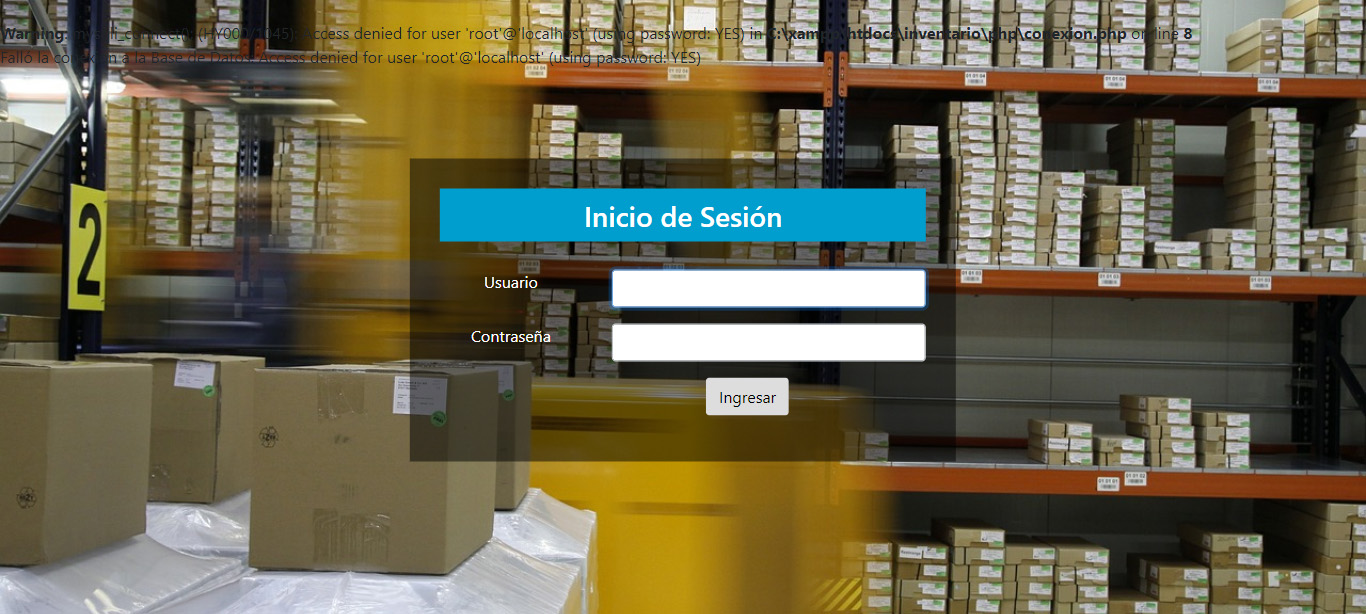 Warning: mysqli_connect(): (HY000/1045): Access denied for user 'root'@'localhost' (using password: YES) in C:\xampp\htdocs\inventario\php\conexion.php on line 8
Fallo la conexión a la Base de Datos Access denied for user 'root'@'localhost' (using password: YES)
2
Inicio de Sesión
Usuario
Contraseña
Ingresar